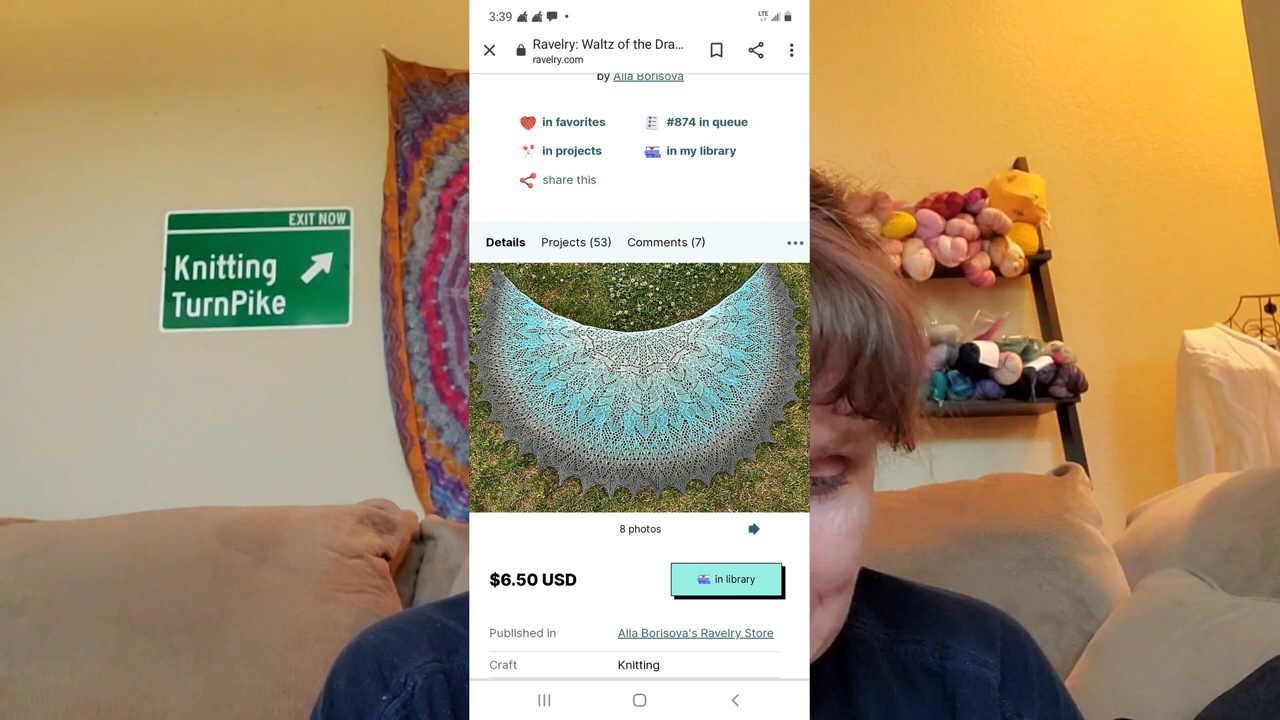 EXIT NOW
Knitting
TurnPike
3:39
LTE
Ravelry: Waltz of the Dra...
ravelry.com
by Alla Borisova
in favorites
#874 in queue
in projects
in my library
share this
Details Projects (53) Comments (7)
8 photos
$6.50 USD
in library
Published in Alla Borisova's Ravelry Store
Craft Knitting